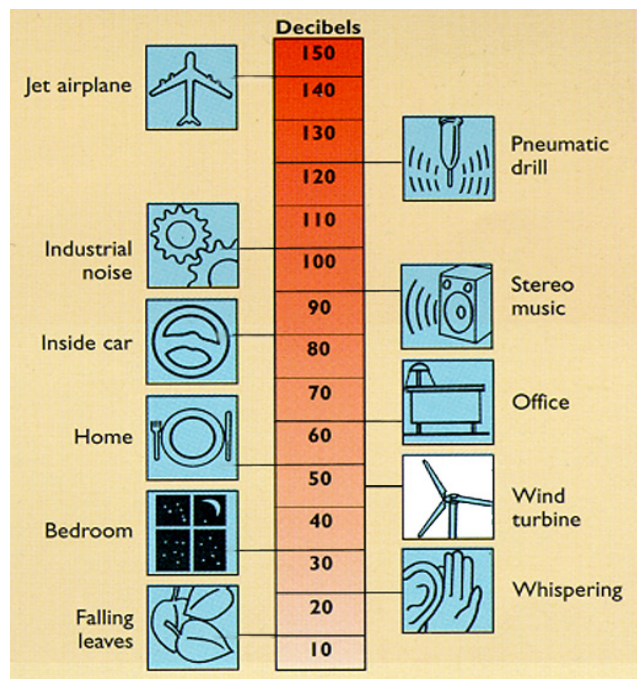 Decibels
150
140
130
120
110
100
90
80
70
60
50
40
30
20
10
Jet airplane
Industrial
noise
Inside car
Home
Bedroom
Falling
leaves
Pneumatic
drill
Stereo
music
Office
Wind
turbine
Whispering